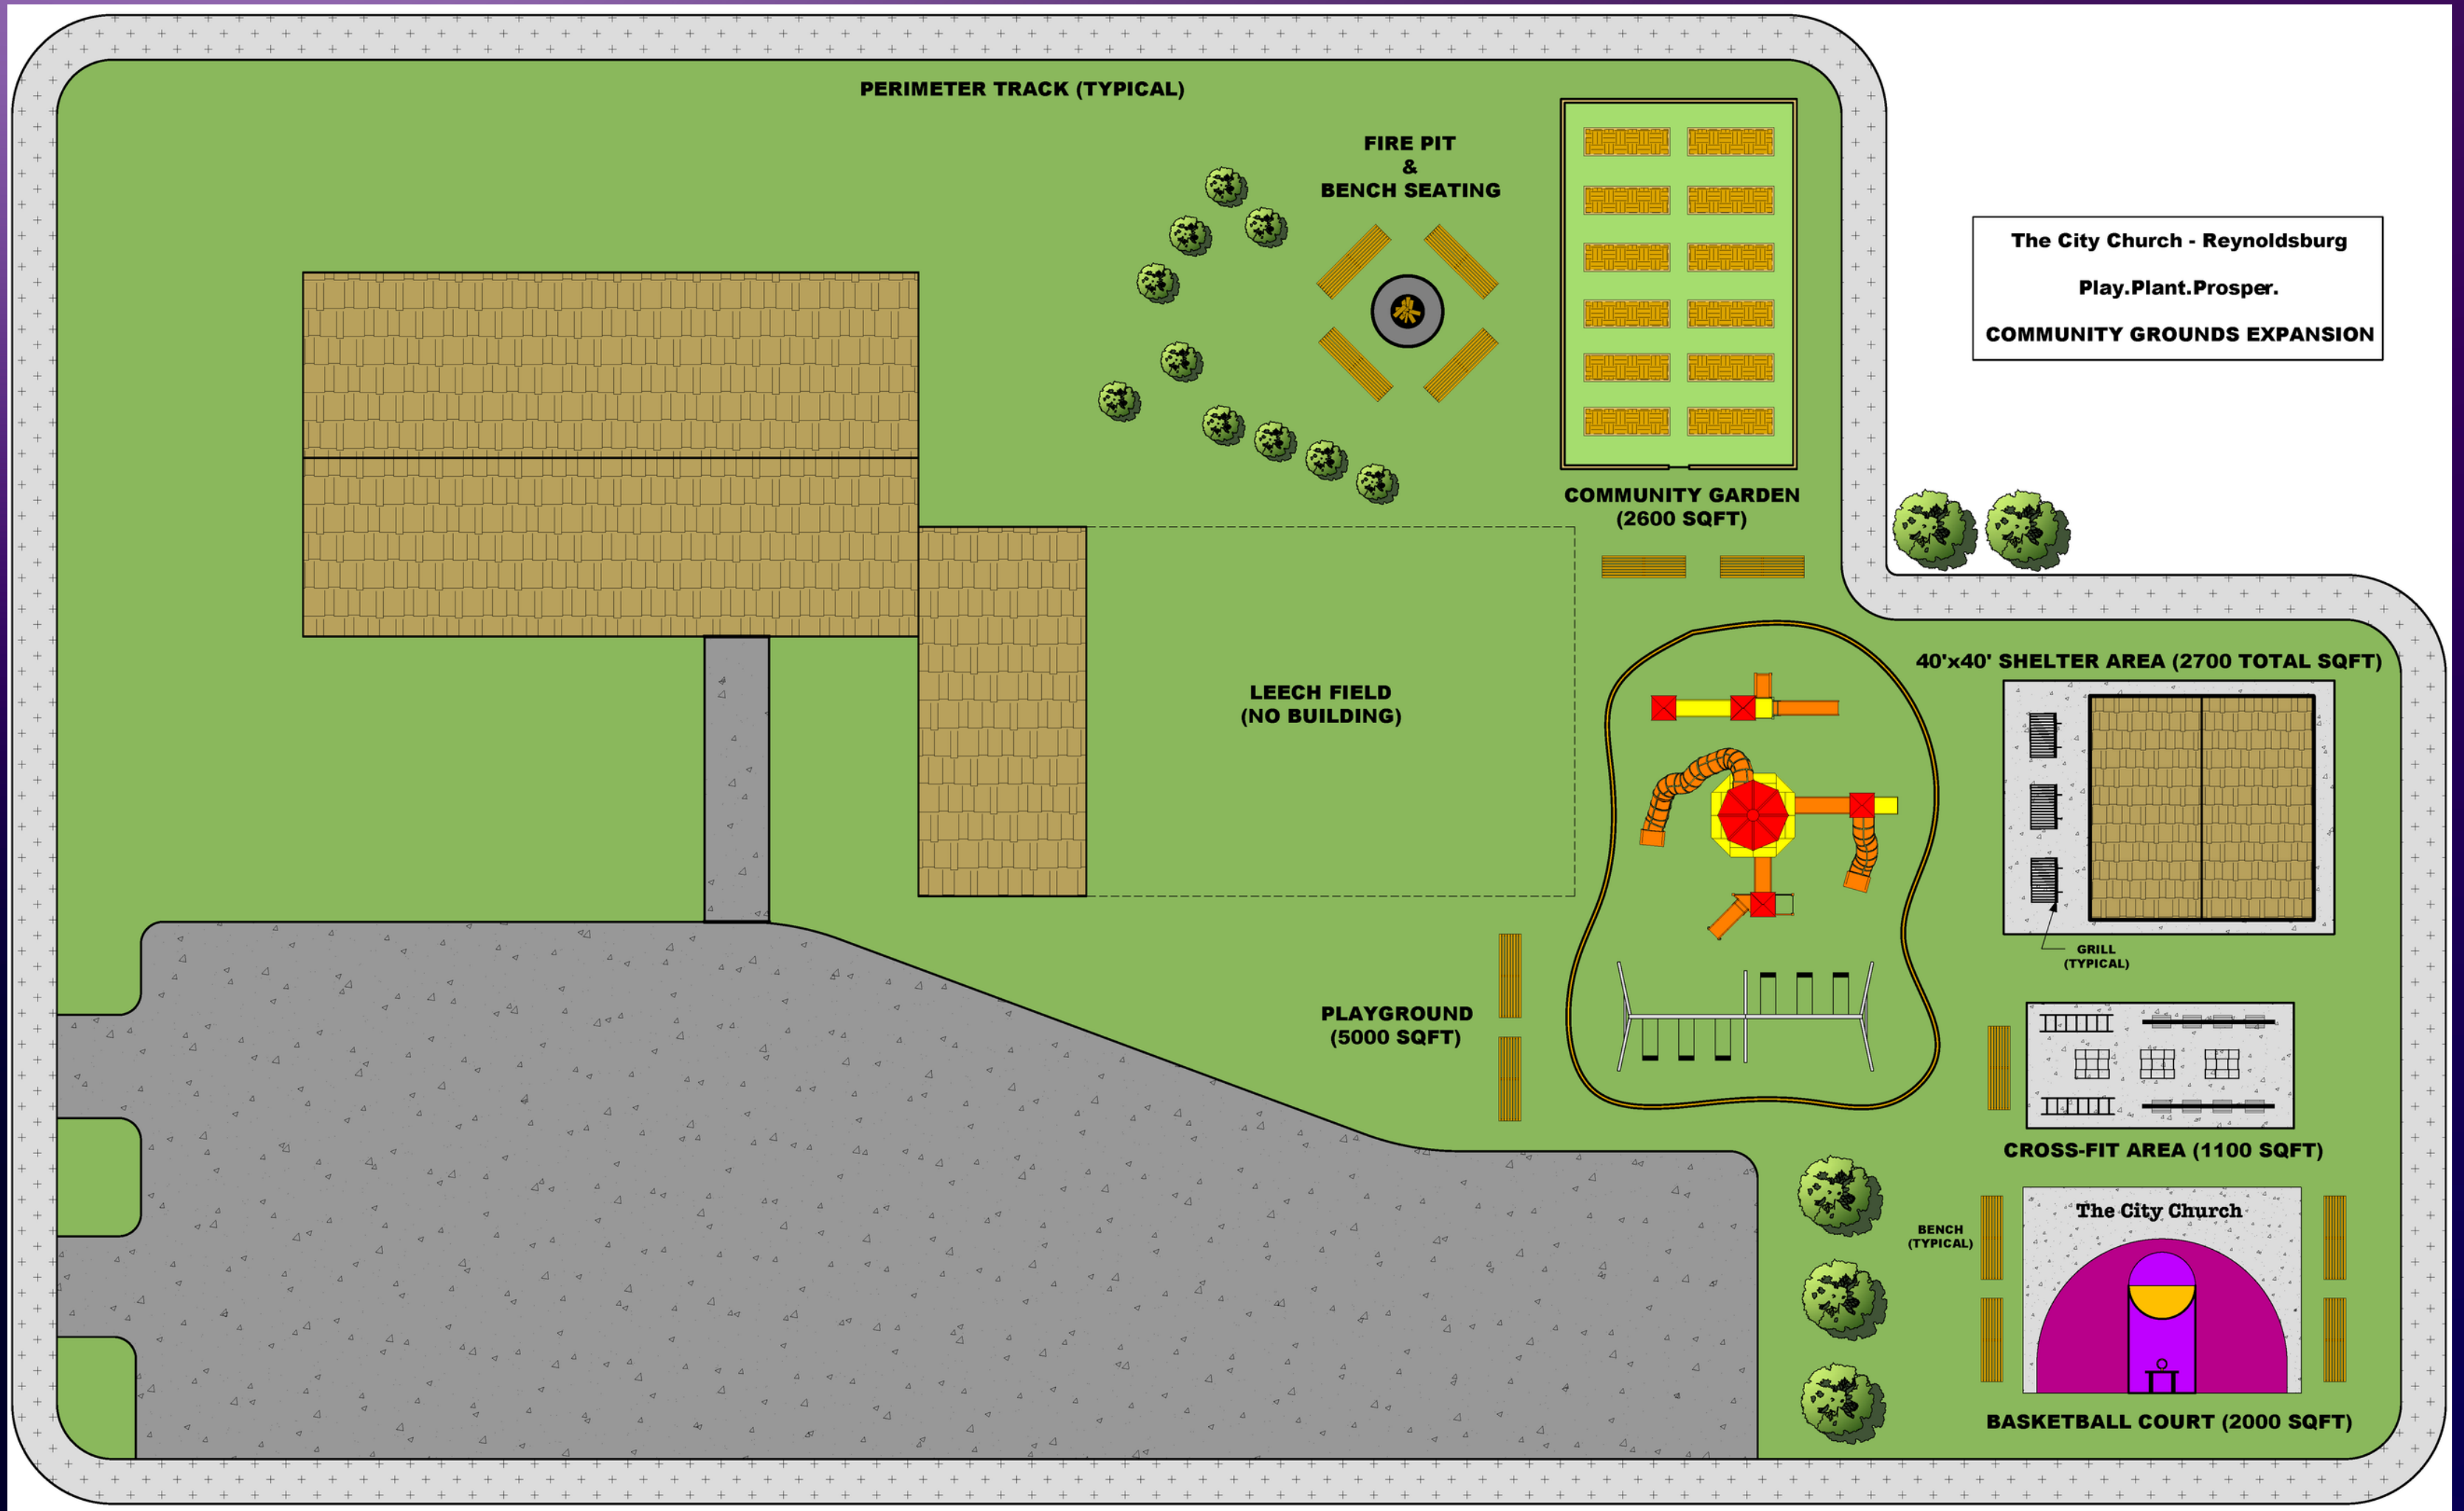 PERIMETER TRACK (TYPICAL)
FIRE PIT
&
BENCH SEATING
The City Church - Reynoldsburg
Play.Plant.Prosper.
COMMUNITY GROUNDS EXPANSION
COMMUNITY GARDEN
(2600 SQFT)
40'x40' SHELTER AREA (2700 TOTAL SQFT)
LEECH FIELD
(NO BUILDING)
GRILL
(TYPICAL)
PLAYGROUND
(5000 SQFT)
CROSS-FIT AREA (1100 SQFT)
The City Church
BENCH
(TYPICAL)
BASKETBALL COURT (2000 SQFT)